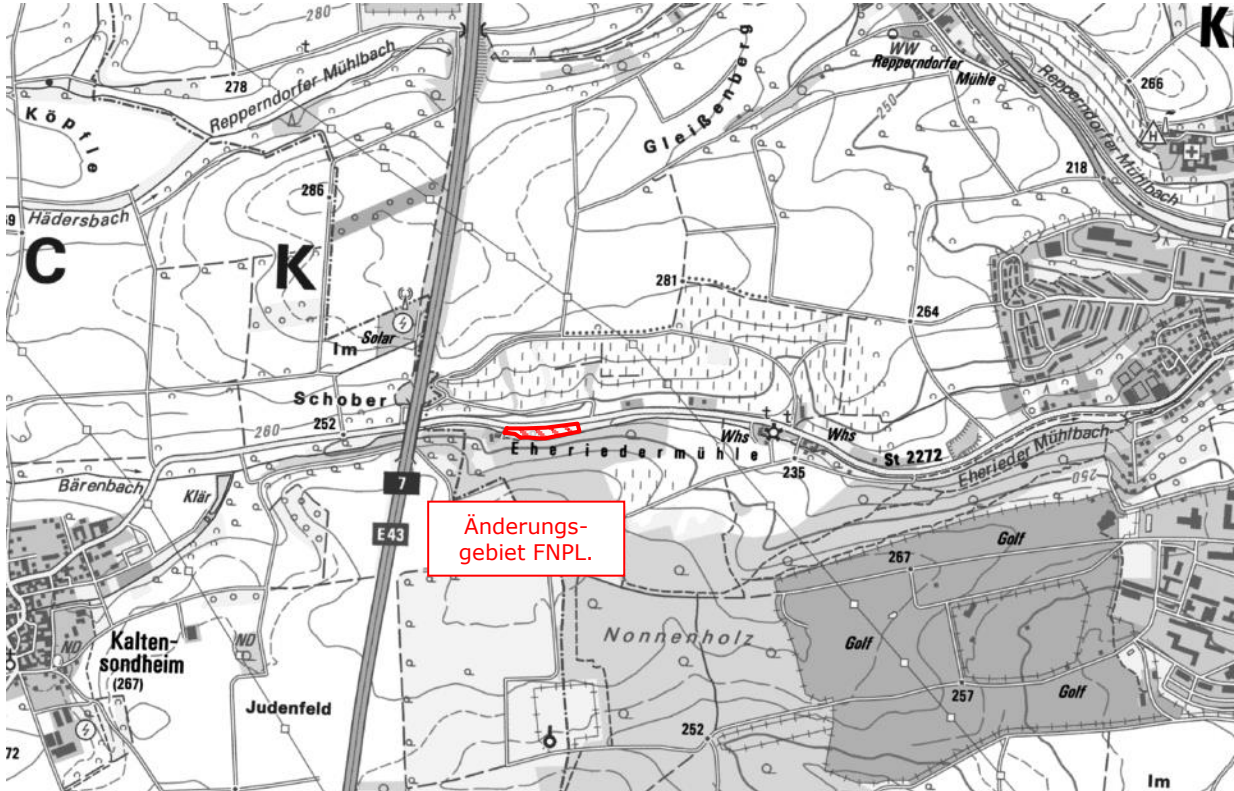 280
K
WW
Repperndorfer
Mühle
278
Repperndorfer Mühlbach
250
266
Repperndorfer Mühlbach
H
Köpfle
Gleißenberg
218
286
Hädersbach
C
K
281
264
Solar
Im
Schober
252
260
Whs
Whs
Eheriedermühle
235
St 2272
Eherieder Mühlbach
250
Bärenbach
Klär
7
E43
Änderungs-
gebiet FNPL.
Golf
267
Nonnenholz
ND
Kalten-
sondheim
(267)
ND
Golf
Golf
257
Judenfeld
252
72
Im